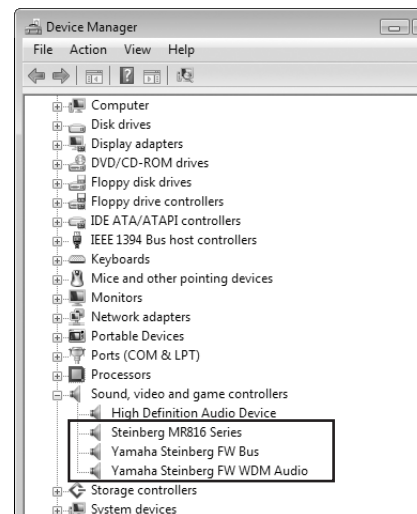 Device Manager
File Action View Help
Computer
Disk drives
Display adapters
DVD/CD-ROM drives
Floppy disk drives
Floppy drive controllers
IDE ATA/ATAPI controllers
IEEE 1394 Bus host controllers
Keyboards
Mice and other pointing devices
Monitors
Network adapters
Portable Devices
Ports (COM & LPT)
Processors
Sound, video and game controllers
High Definition Audio Device
Steinberg MR816 Series
Yamaha Steinberg FW Bus
Yamaha Steinberg FW WDM Audio
Storage controllers
System devices